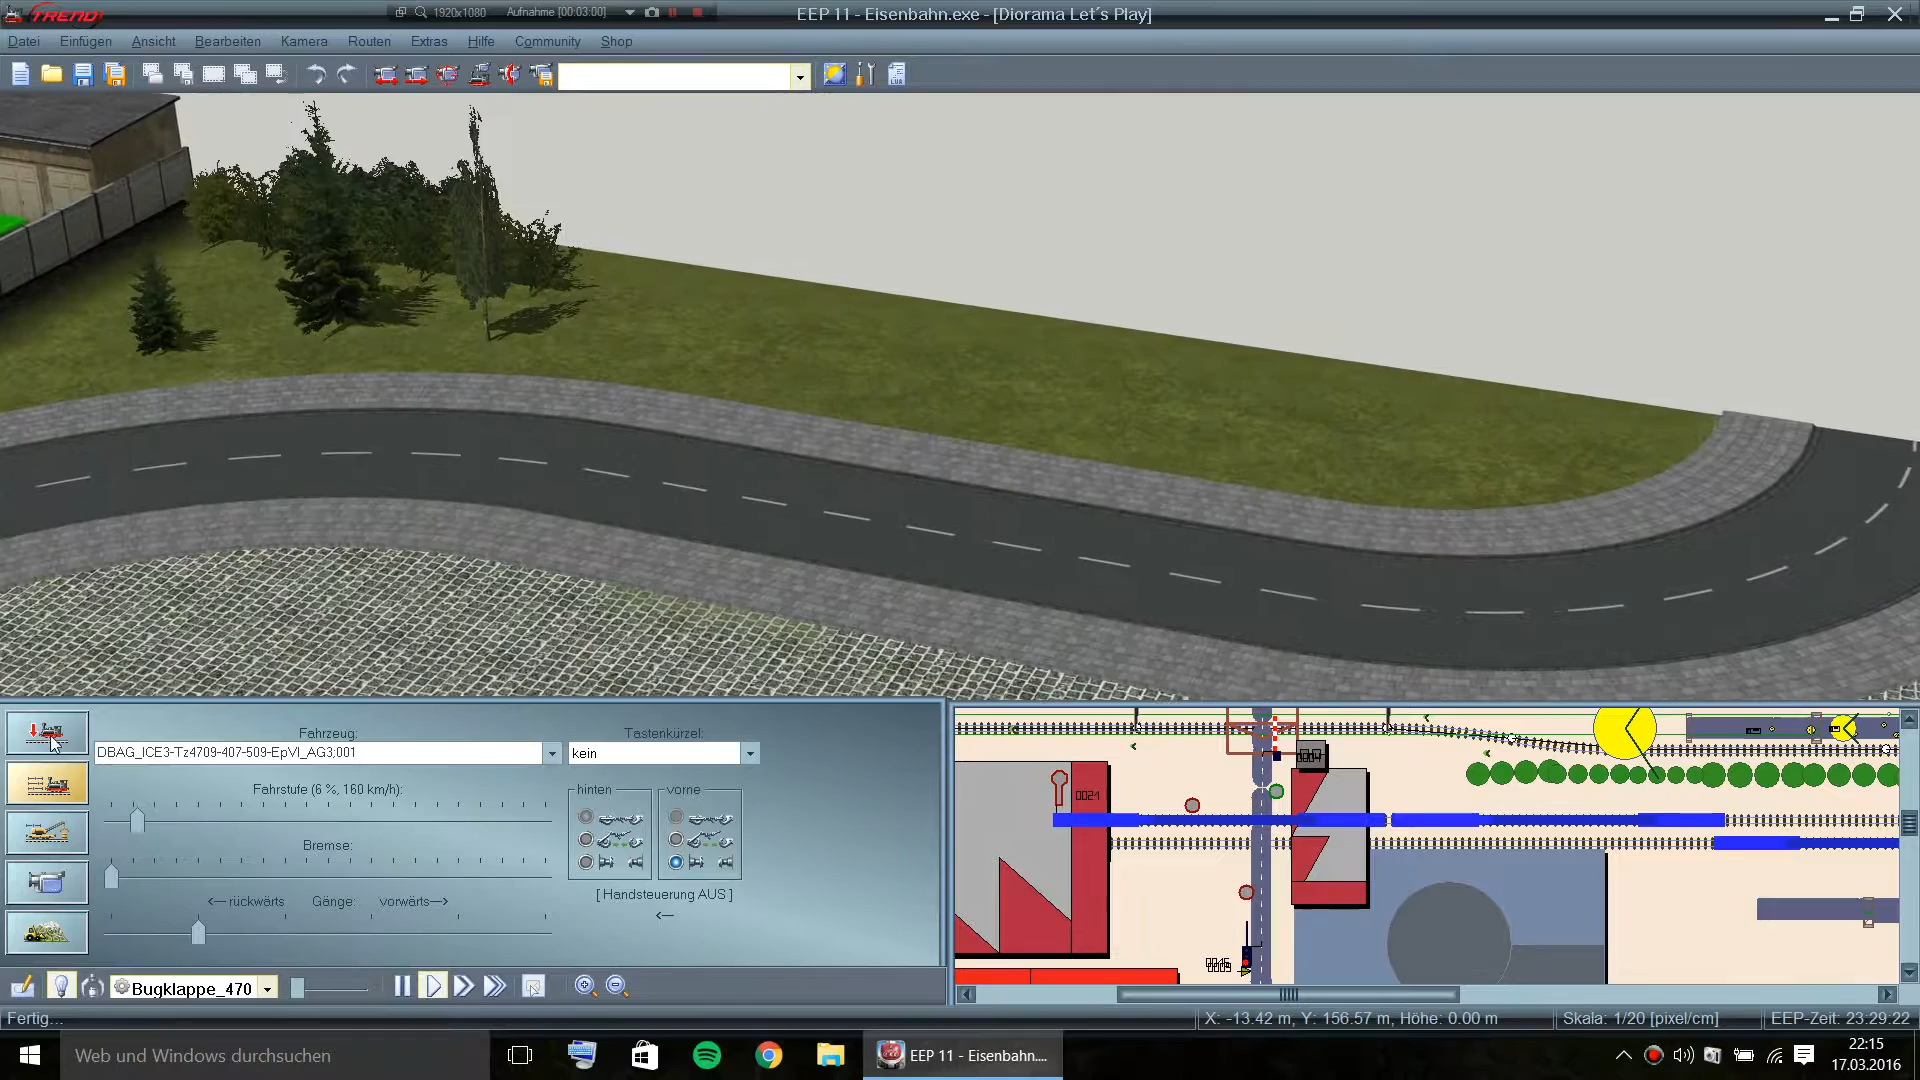 TREND
1920x1080
Aufnahme [00:03:00]
EEP 11 - Eisenbahn.exe - [Diorama Let´s Play]
Datei
Einfügen
Ansicht
Bearbeiten
Kamera
Routen
Extras
Hilfe
Community
Shop
LUA
Fahrzeug:
Tastenkürzel:
DBAG_ICE3-Tz4709-407-509-EpVI_AG3;001
kein
Fahrstufe (6 %, 160 km/h):
hinten
vorne
Bremse:
[ Handsteuerung AUS ]
<— rückwärts
Gänge:
vorwärts—>
<—
0021
Bugklappe_470
Fertig...
X: -13.42 m, Y: 156.57 m, Höhe: 0.00 m
Skala: 1/20 [pixel/cm]
EEP-Zeit: 23:29:22
Web und Windows durchsuchen
EEP 11 - Eisenbahn....
22:15
17.03.2016